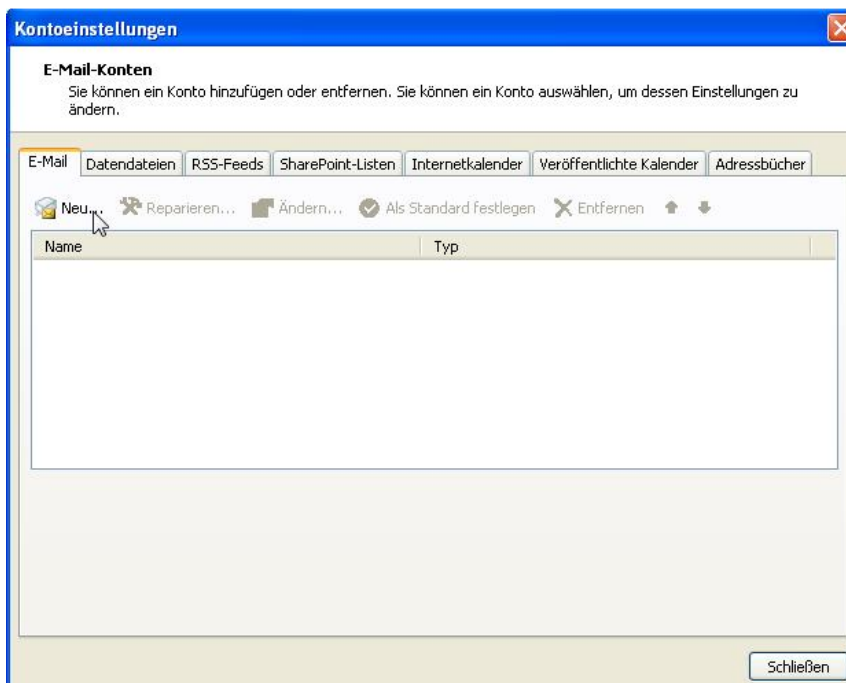 Kontoeinstellungen
E-Mail-Konten
Sie können ein Konto hinzufügen oder entfernen. Sie können ein Konto auswählen, um dessen Einstellungen zu
ändern.
E-Mail Datendateien RSS-Feeds SharePoint-Listen Internetkalender Veröffentlichte Kalender Adressbücher
Neu... Reparieren... Ändern... Als Standard festlegen Entfernen
Name Typ
Schließen